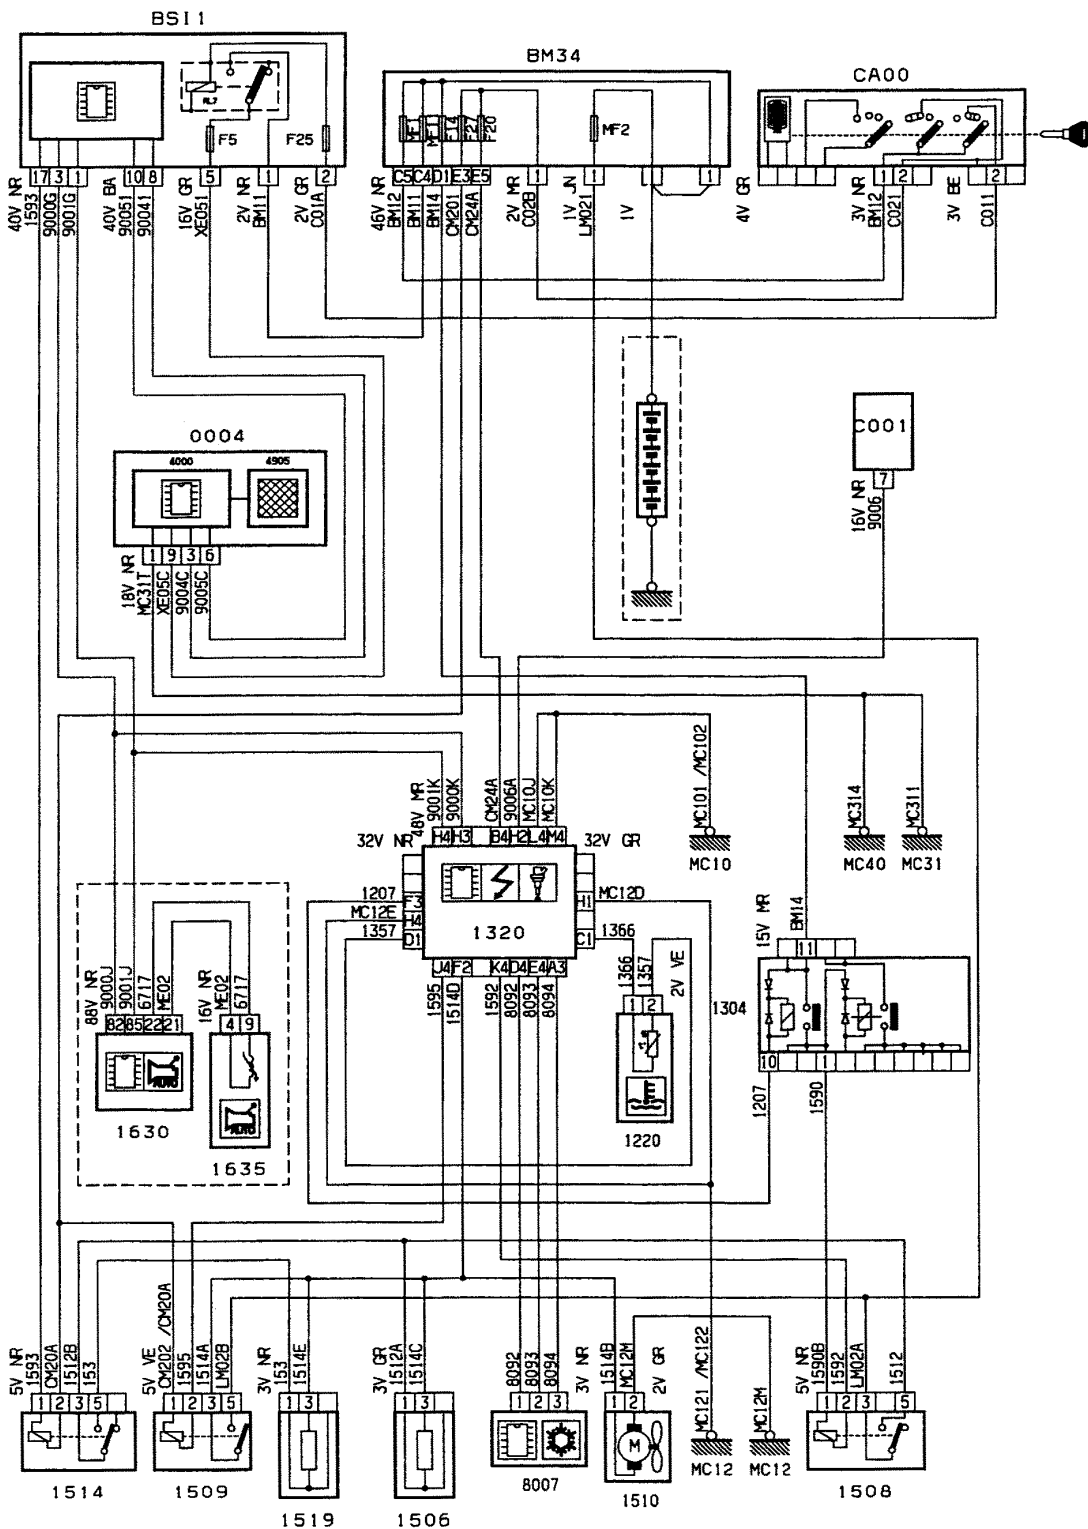 BSI1
BM34
CA00
RL7
F5
F25
MF1
MF11
F14
F27
F20
MF2
17 3 1
10 8
5
1
2
C5 C4 D1 E3 E5
1
1
1
1 2
2
40V NR
1593
9000G
9001G
40V BA
90051
90041
16V GR
XE051
2V NR
BM11
2V GR
C01A
46V NR
BM12
BM11
BM14
CM201
CM24A
2V MR
C02B
1V JN
LM021
1V
4V GR
3V NR
BM12
C021
3V BE
C011
0004
4000
4905
1 9 3 6
18V NR
MC31T
XE05C
9004C
9005C
C001
7
16V NR
9006
48V MR
9001K
9000K
CM24A
9006A
MC10J
MC10K
MC101 /MC102
MC10
MC314
MC40
MC311
MC31
32V NR
H4 H3
B4 H2 L4 M4
32V GR
1207
F3
MC12E
H4
1357
D1
1320
H1
MC12D
C1
1366
J4 F2
K4 D4 E4 A3
1595
1514D
1592
8092
8093
8094
1366
1357
2V VE
1 2
1220
1304
15V MR
BM14
11
10
1
1207
1590
88V NR
9000J
9001J
6717
ME02
16V NR
ME02
6717
82 85 22 21
4 9
AUTO
AUTO
1630
1635
5V NR
1593
CM20A
1512B
153
5V VE
CM202 /CM20A
1595
1514A
LM02B
3V NR
153
1514E
3V GR
1512A
1514C
8092
8093
8094
3V NR
1514B
MC12M
2V GR
MC121 /MC122
MC12M
5V NR
1590B
1592
LM02A
1512
1 2 3 5
1 2 3 5
1 3
1 3
1 2 3
1 2
MC12
MC12
1 2 3 5
M
1514
1509
1519
1506
8007
1510
1508